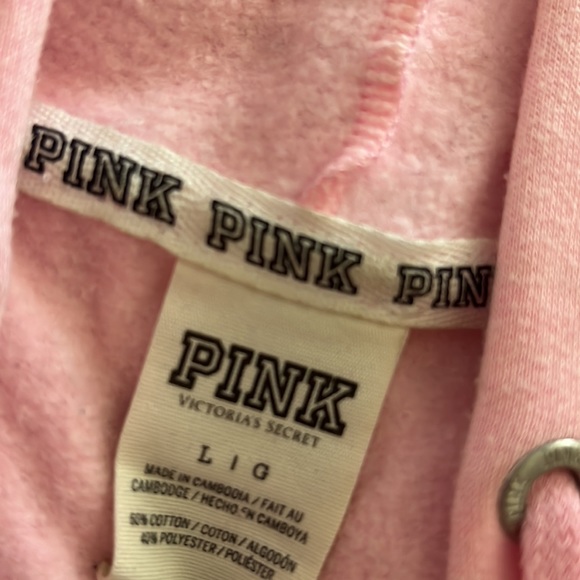 PINK PINK PIN
PINK
VICTORIA'S SECRET
L | G
MADE IN CAMBODIA / FAIT AU
CAMBODGE / HECHO EN CAMBOYA
60% COTTON / COTON / ALGODÓN
40% POLYESTER / POLIÉSTER